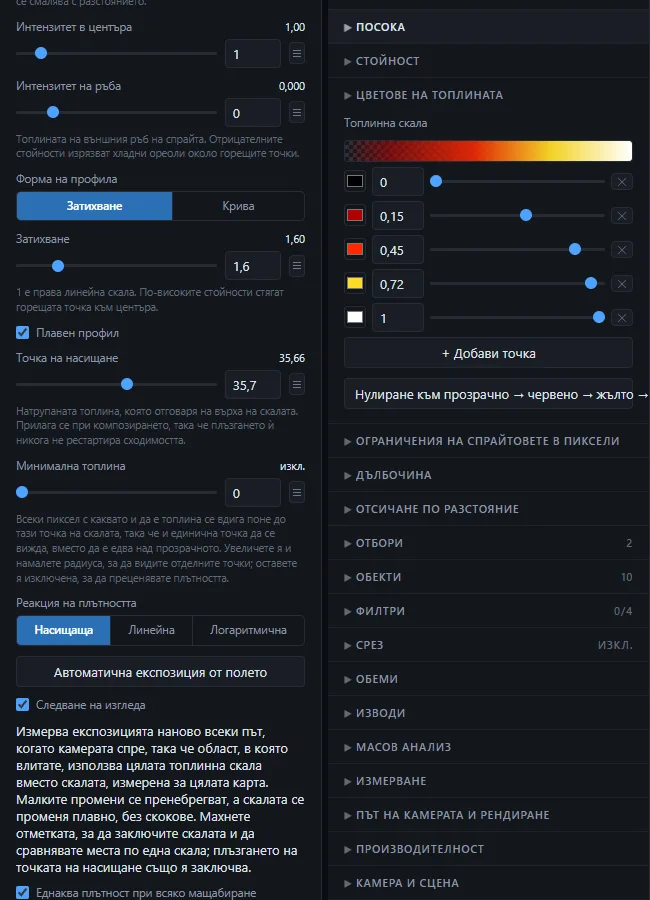 се смалява с разстоянието.
Интензитет в центъра 1,00
1
Интензитет на ръба 0,000
0
Топлината на външния ръб на спрайта. Отрицателните
стойности изрязват хладни ореоли около горещите точки.
Форма на профила
Затихване Крива
Затихване 1,60
1,6
1 е права линейна скала. По-високите стойности стягат
горещата точка към центъра.
Плавен профил
Точка на насищане 35,66
35,7
Натрупаната топлина, която отговаря на върха на скалата.
Прилага се при композирането, така че плъзгането ѝ
никога не рестартира сходимостта.
Минимална топлина изкл.
0
Всеки пиксел с каквато и да е топлина се вдига поне до
тази точка на скалата, така че и единична точка да се
вижда, вместо да е едва над прозрачното. Увеличете я и
намалете радиуса, за да видите отделните точки; оставете
я изключена, за да преценявате плътността.
Реакция на плътността
Насищаща Линейна Логаритмична
Автоматична експозиция от полето
Следване на изгледа
Измерва експозицията наново всеки път,
когато камерата спре, така че област, в която
влитате, използва цялата топлинна скала
вместо скалата, измерена за цялата карта.
Малките промени се пренебрегват, а скалата се
променя плавно, без скокове. Махнете
отметката, за да заключите скалата и да
сравнявате места по една скала; плъзгането на
точката на насищане също я заключва.
Еднаква плътност при всяко мащабиране
ПОСОКА
СТОЙНОСТ
ЦВЕТОВЕ НА ТОПЛИНАТА
Топлинна скала
0
0,15
0,45
0,72
1
+ Добави точка
Нулиране към прозрачно → червено → жълто →
ОГРАНИЧЕНИЯ НА СПРАЙТОВЕТЕ В ПИКСЕЛИ
ДЪЛБОЧИНА
ОТСИЧАНЕ ПО РАЗСТОЯНИЕ
ОТБОРИ 2
ОБЕКТИ 10
ФИЛТРИ 0/4
СРЕЗ ИЗКЛ.
ОБЕМИ
ИЗВОДИ
МАСОВ АНАЛИЗ
ИЗМЕРВАНЕ
ПЪТ НА КАМЕРАТА И РЕНДИРАНЕ
ПРОИЗВОДИТЕЛНОСТ
КАМЕРА И СЦЕНА